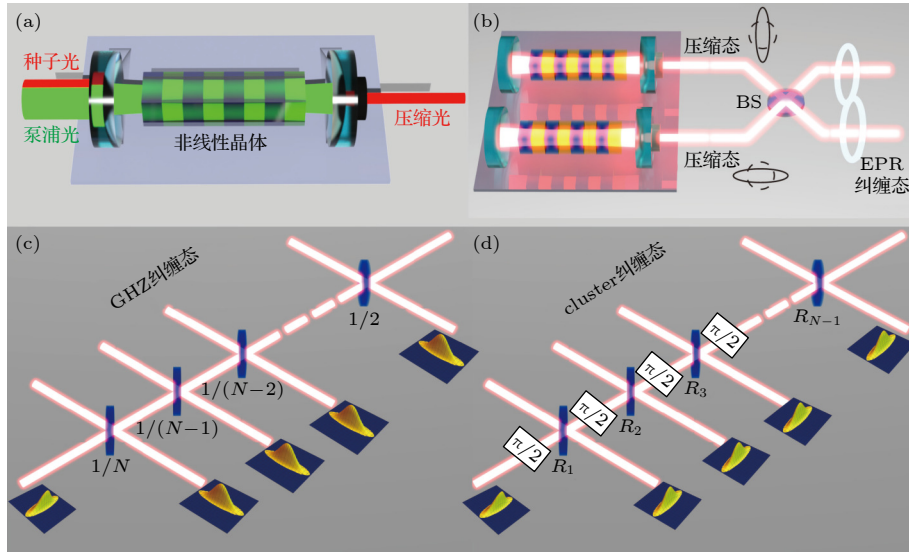 (a)
种子光
泵浦光
非线性晶体
压缩光
(b)
压缩态
BS
压缩态
EPR
纠缠态
(c)
GHZ纠缠态
1/2
1/(N−2)
1/(N−1)
1/N
(d)
cluster纠缠态
R_{N−1}
π/2
R_3
π/2
R_2
π/2
R_1
π/2